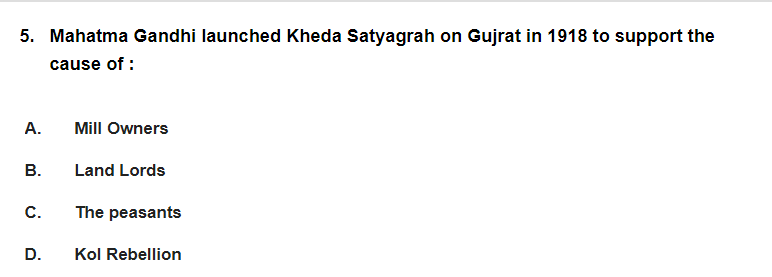 5. Mahatma Gandhi launched Kheda Satyagrah on Gujrat in 1918 to support the
cause of :
A. Mill Owners
B. Land Lords
C. The peasants
D. Kol Rebellion